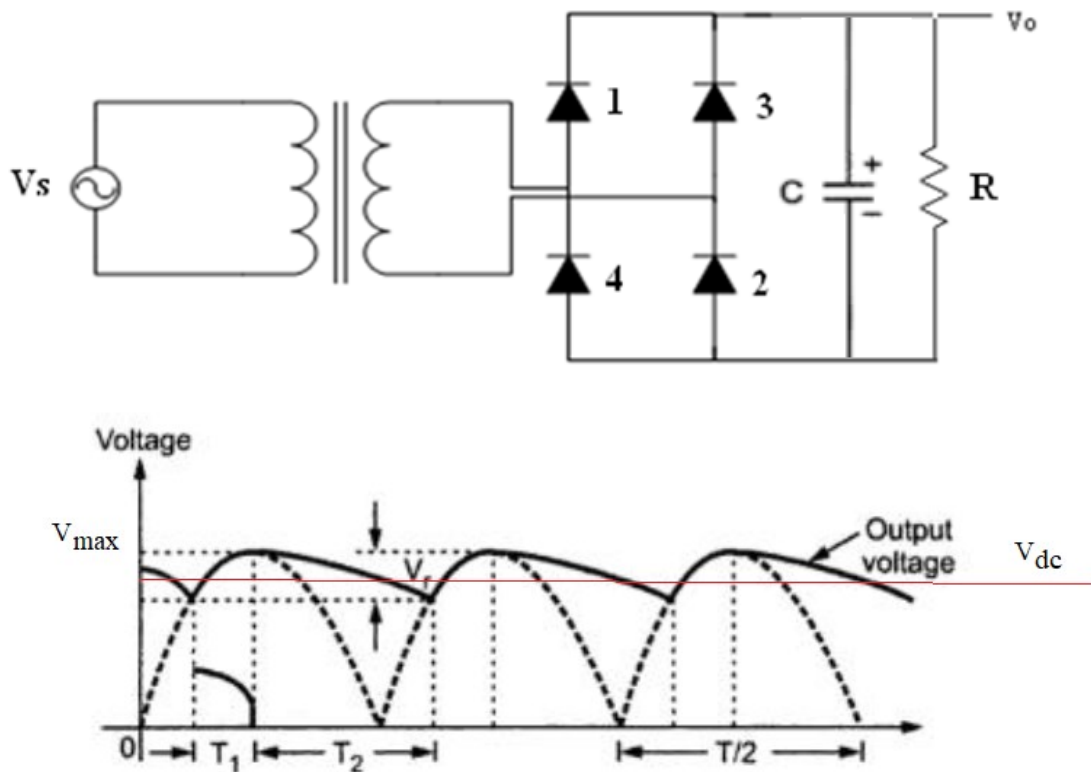 Vo
1
3
Vs
C
+
−
R
4
2
Voltage
Vmax
Vr
Output
voltage
Vdc
0
T1
T2
T/2